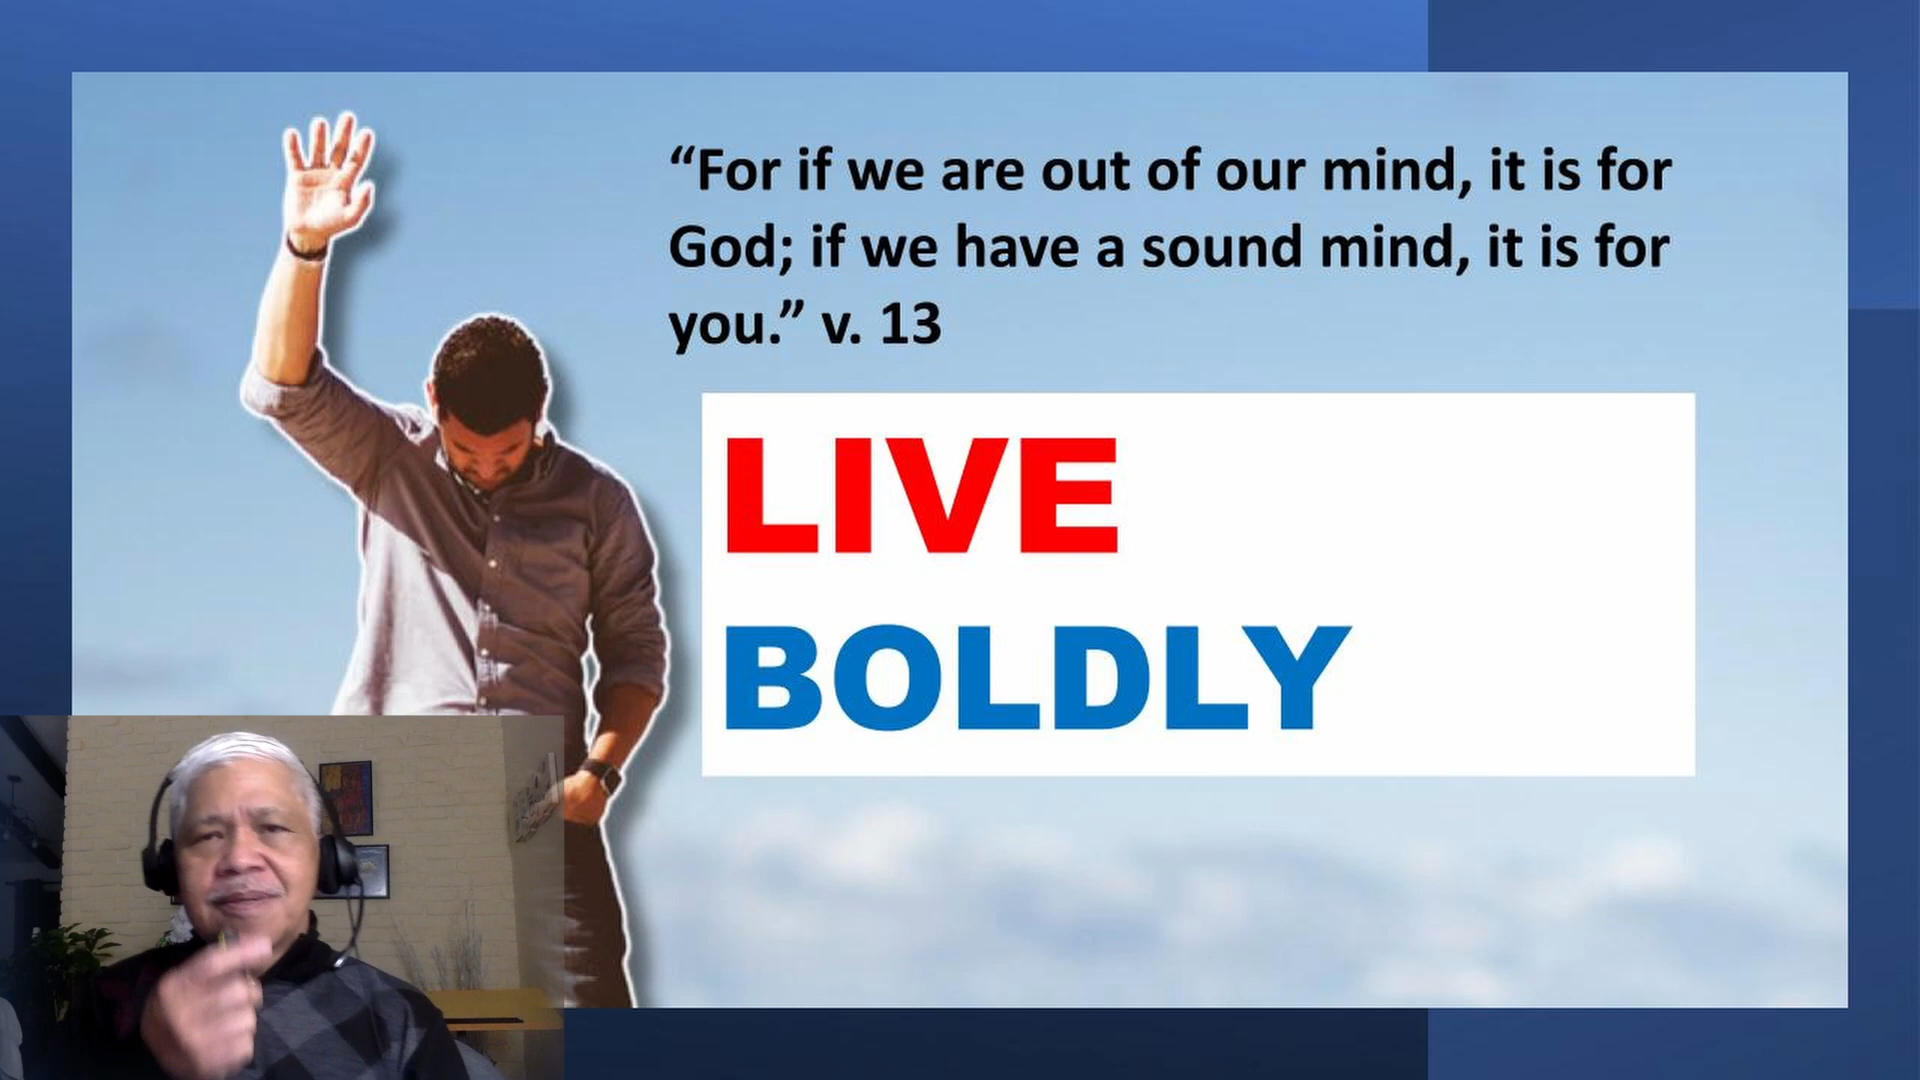 “For if we are out of our mind, it is for
God; if we have a sound mind, it is for
you.” v. 13
LIVE
BOLDLY